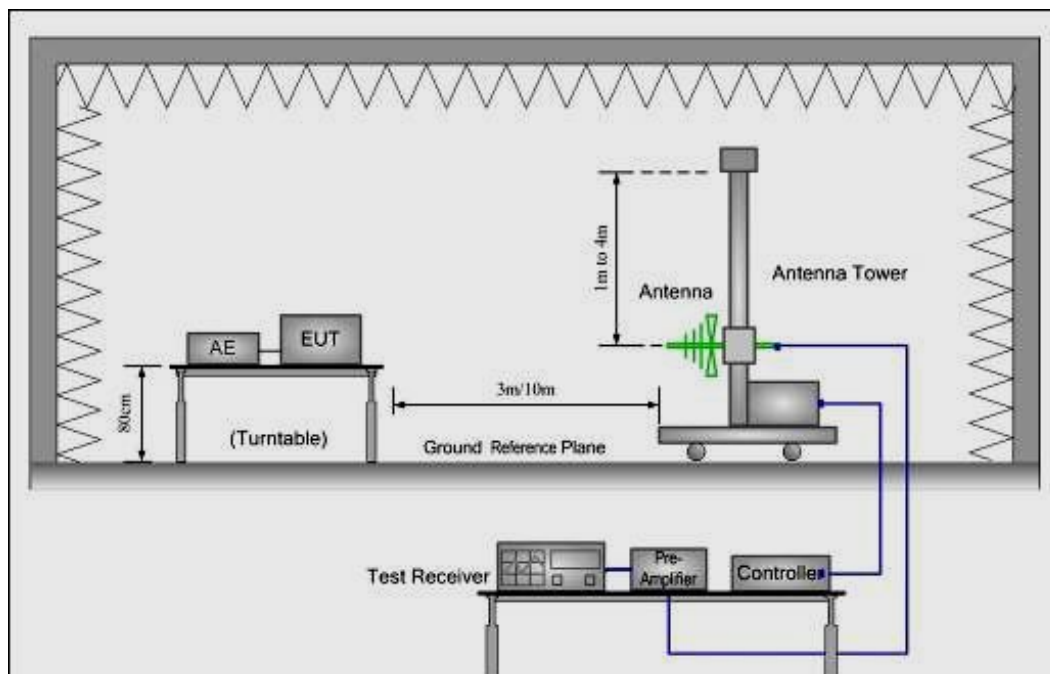 1m to 4m
Antenna Tower
Antenna
AE
EUT
80cm
3m/10m
(Turntable)
Ground Reference Plane
Test Receiver
Pre-
Amplifier
Controller